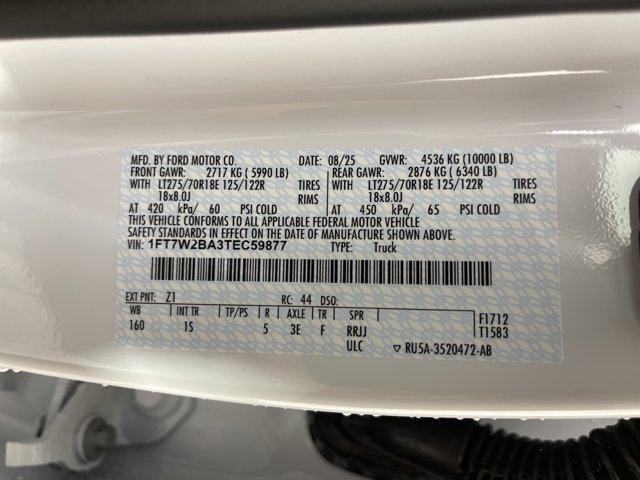 MFD. BY FORD MOTOR CO. DATE: 08/25 GVWR: 4536 KG (10000 LB)
FRONT GAWR: 2717 KG ( 5990 LB) REAR GAWR: 2876 KG ( 6340 LB)
WITH LT275/70R18E 125/122R TIRES WITH LT275/70R18E 125/122R TIRES
18x8.0J RIMS 18x8.0J RIMS
AT 420 kPa/ 60 PSI COLD AT 450 kPa/ 65 PSI COLD
THIS VEHICLE CONFORMS TO ALL APPLICABLE FEDERAL MOTOR VEHICLE
SAFETY STANDARDS IN EFFECT ON THE DATE OF MANUFACTURE SHOWN ABOVE.
VIN: 1FT7W2BA3TEC59877 TYPE: Truck
EXT PNT: Z1 RC: 44 DSO:
WB INT TR TP/PS R AXLE TR SPR F1712
160 1S 5 3E F RRJJ T1583
ULC ▽ RU5A-3520472-AB